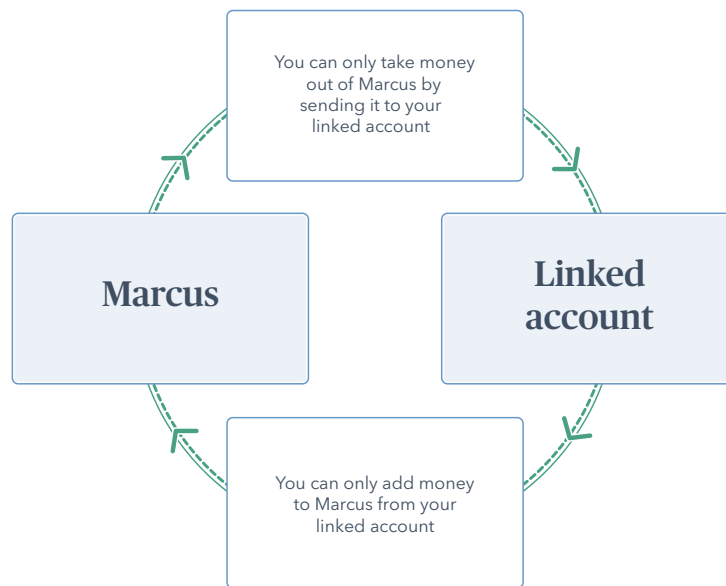 You can only take money
out of Marcus by
sending it to your
linked account
Marcus
Linked
account
You can only add money
to Marcus from your
linked account